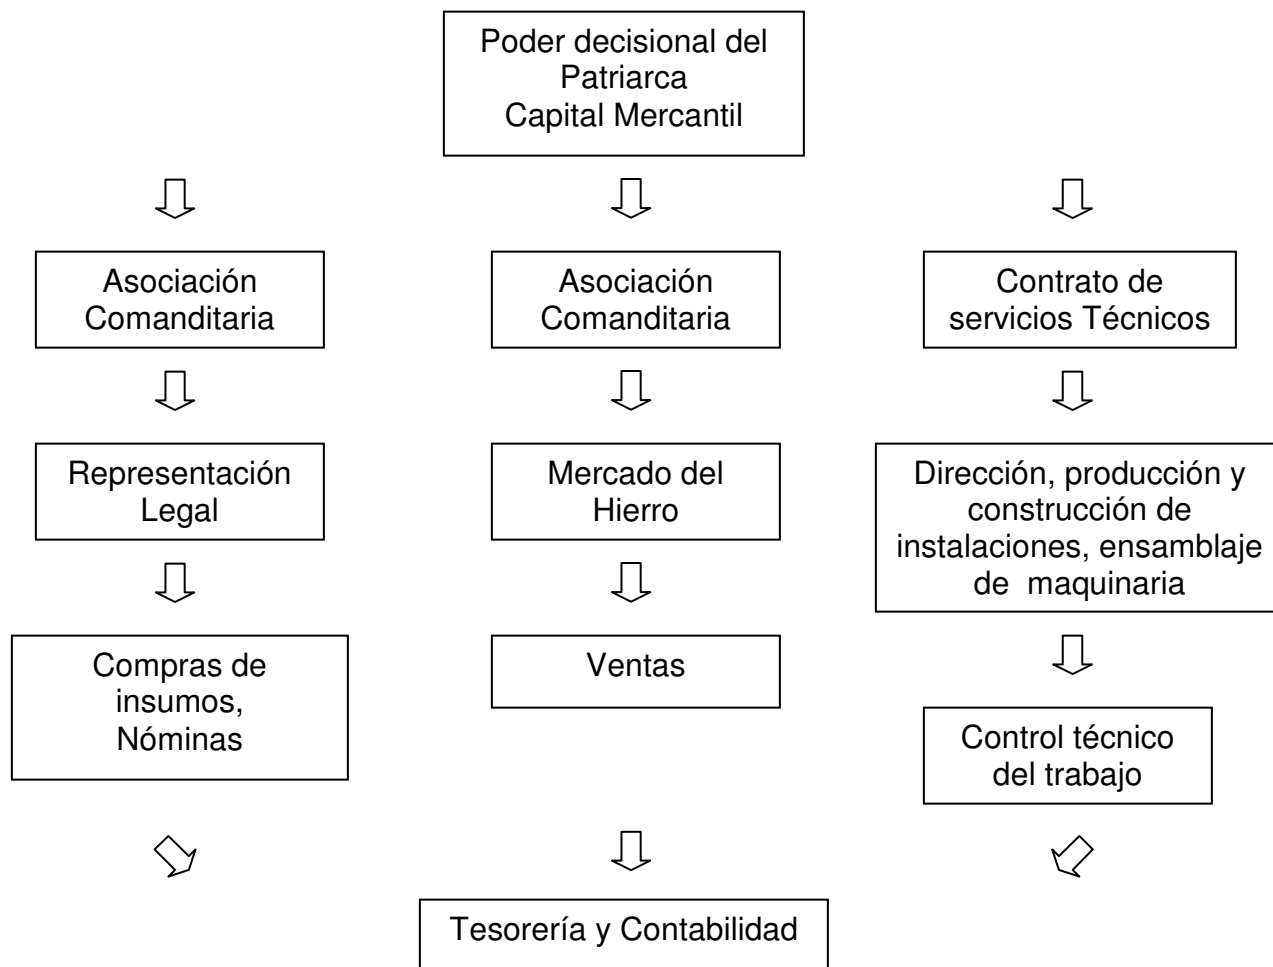 Poder decisional del
Patriarca
Capital Mercantil
Asociación
Comanditaria
Asociación
Comanditaria
Contrato de
servicios Técnicos
Representación
Legal
Mercado del
Hierro
Dirección, producción y
construcción de
instalaciones, ensamblaje
de maquinaria
Compras de
insumos,
Nóminas
Ventas
Control técnico
del trabajo
Tesorería y Contabilidad